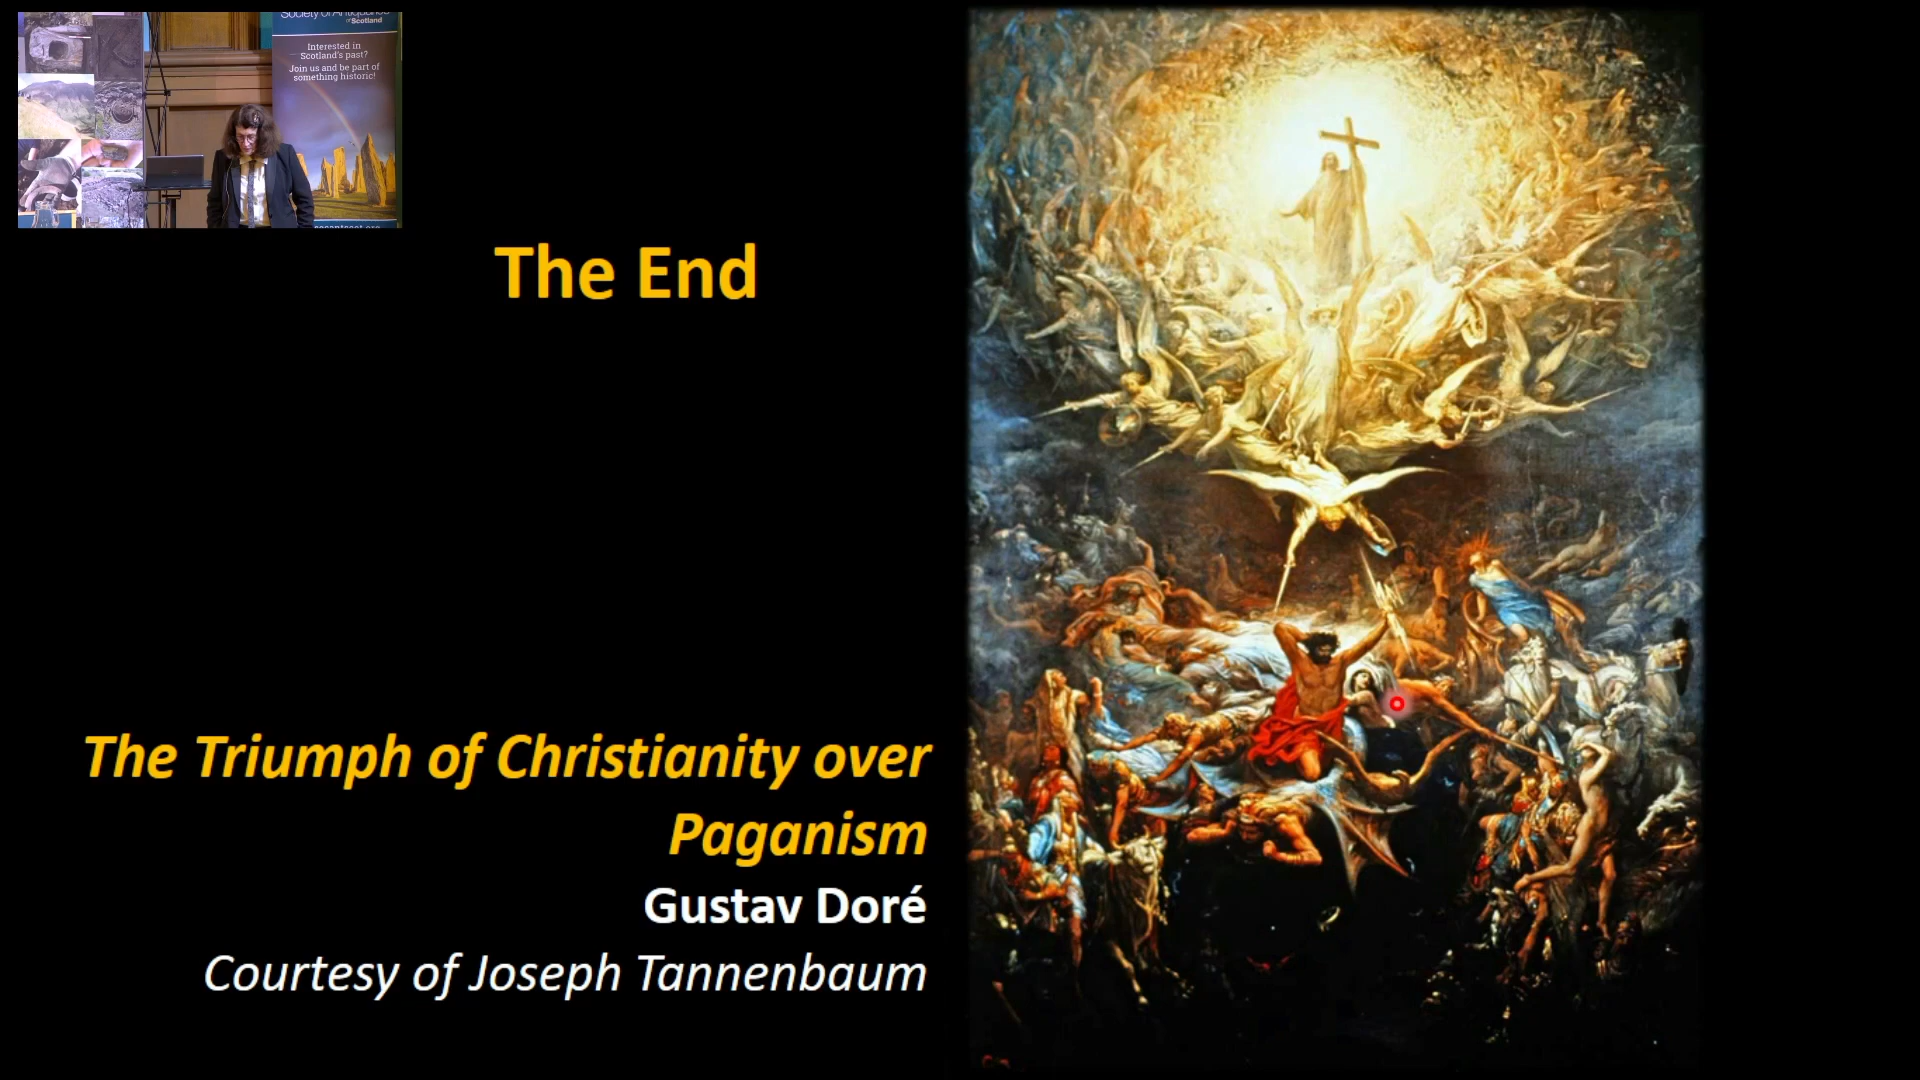 Society of Antiquaries
of Scotland
Interested in
Scotland's past?
Join us and be part of
something historic!
The End
The Triumph of Christianity over
Paganism
Gustav Doré
Courtesy of Joseph Tannenbaum